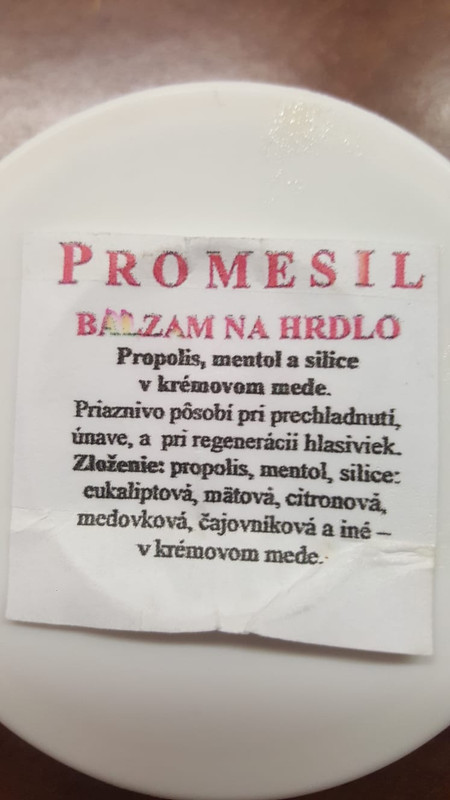 PROMESIL
BALZAM NA HRDLO
Propolis, mentol a silice
v krémovom mede.
Priaznivo pôsobí pri prechladnutí,
únave, a pri regenerácii hlasiviek.
Zloženie: propolis, mentol, silice:
eukaliptová, mätová, citronová,
medovková, čajovníková a iné –
v krémovom mede.